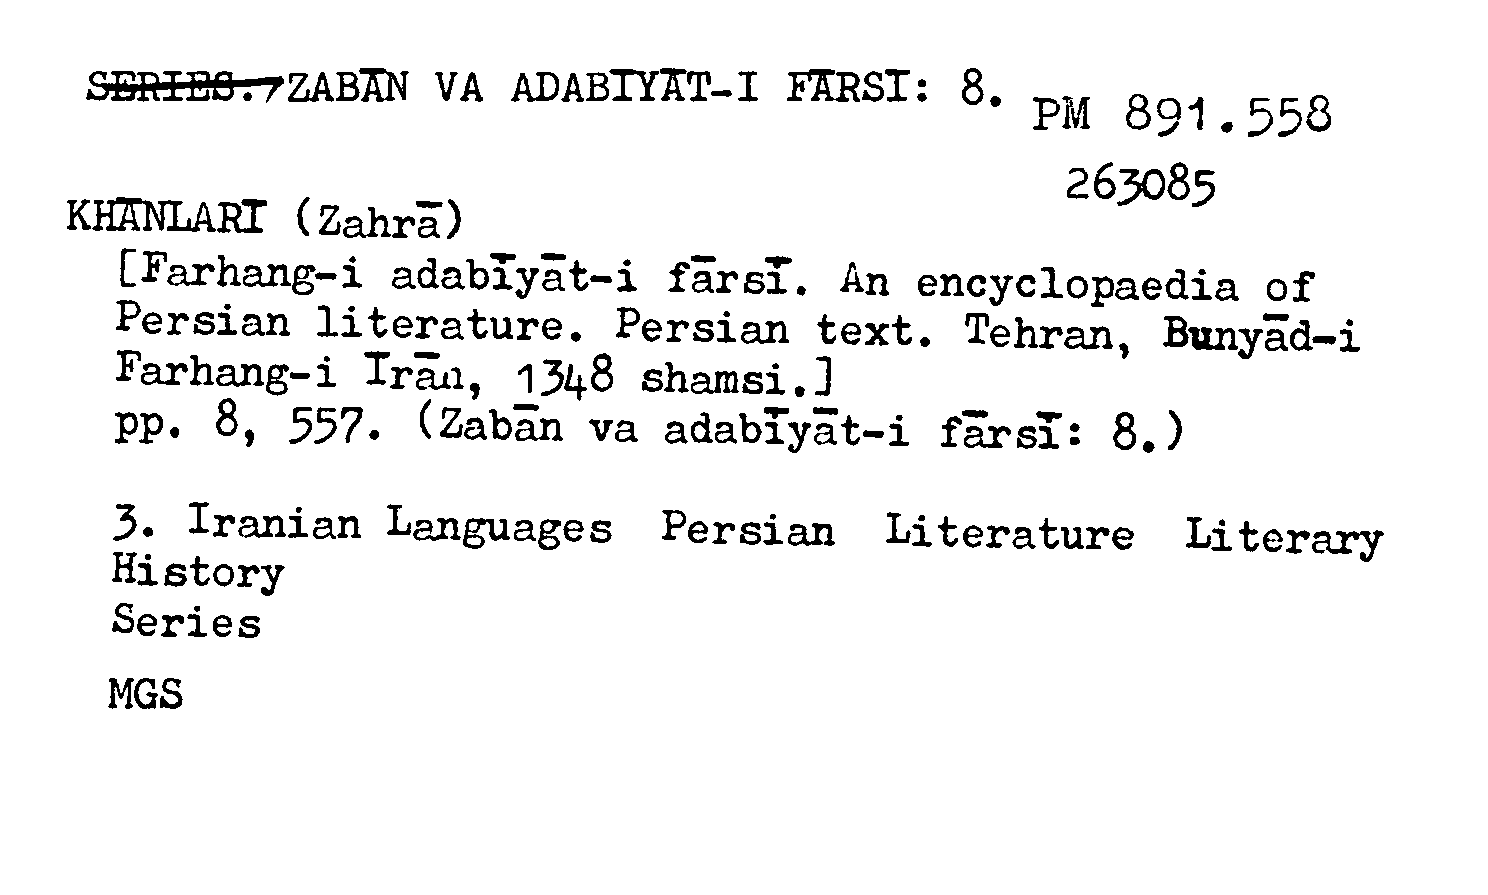 SERIES. ZABĀN VA ADABĪYĀT-I FĀRSĪ: 8.
PM 891.558
263085
KHĀNLARĪ (Zahrā)
[Farhang-i adabīyāt-i fārsī. An encyclopaedia of
Persian literature. Persian text. Tehran, Bunyād-i
Farhang-i Īrān, 1348 shamsi.]
pp. 8, 557. (Zabān va adabīyāt-i fārsī: 8.)
3. Iranian Languages Persian Literature Literary
History
Series
MGS